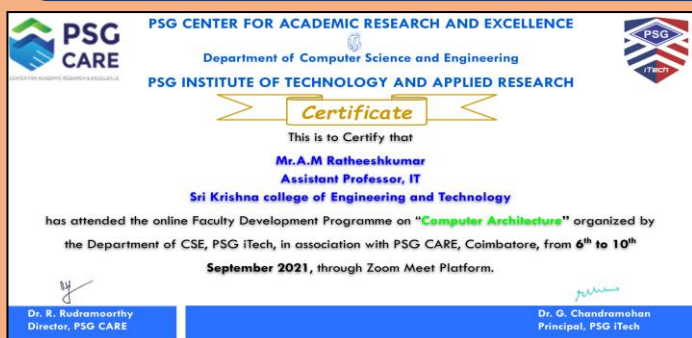 PSG CENTER FOR ACADEMIC RESEARCH AND EXCELLENCE
PSG
CARE
CENTER FOR ACADEMIC RESEARCH & EXCELLENCE
PSG
iTech
Department of Computer Science and Engineering
PSG INSTITUTE OF TECHNOLOGY AND APPLIED RESEARCH
Certificate
This is to Certify that
Mr.A.M Ratheeshkumar
Assistant Professor, IT
Sri Krishna college of Engineering and Technology
has attended the online Faculty Development Programme on “Computer Architecture” organized by
the Department of CSE, PSG iTech, in association with PSG CARE, Coimbatore, from 6th to 10th
September 2021, through Zoom Meet Platform.
Dr. R. Rudramoorthy
Director, PSG CARE
Dr. G. Chandramohan
Principal, PSG iTech